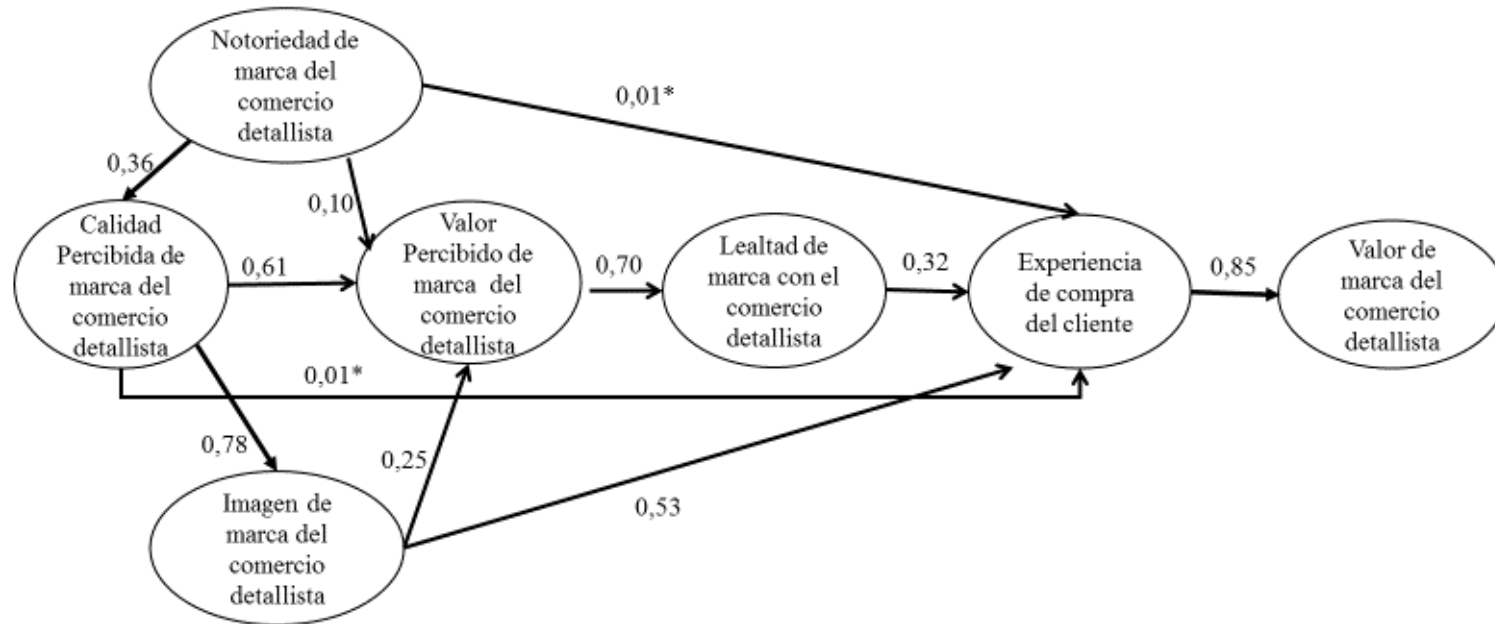 Notoriedad de
marca del
comercio
detallista
0,01*
0,36
0,10
Calidad
Percibida de
marca del
comercio
detallista
0,61
Valor
Percibido de
marca del
comercio
detallista
0,70
Lealtad de
marca con el
comercio
detallista
0,32
Experiencia
de compra
del cliente
0,85
Valor de
marca del
comercio
detallista
0,01*
0,78
0,25
0,53
Imagen de
marca del
comercio
detallista